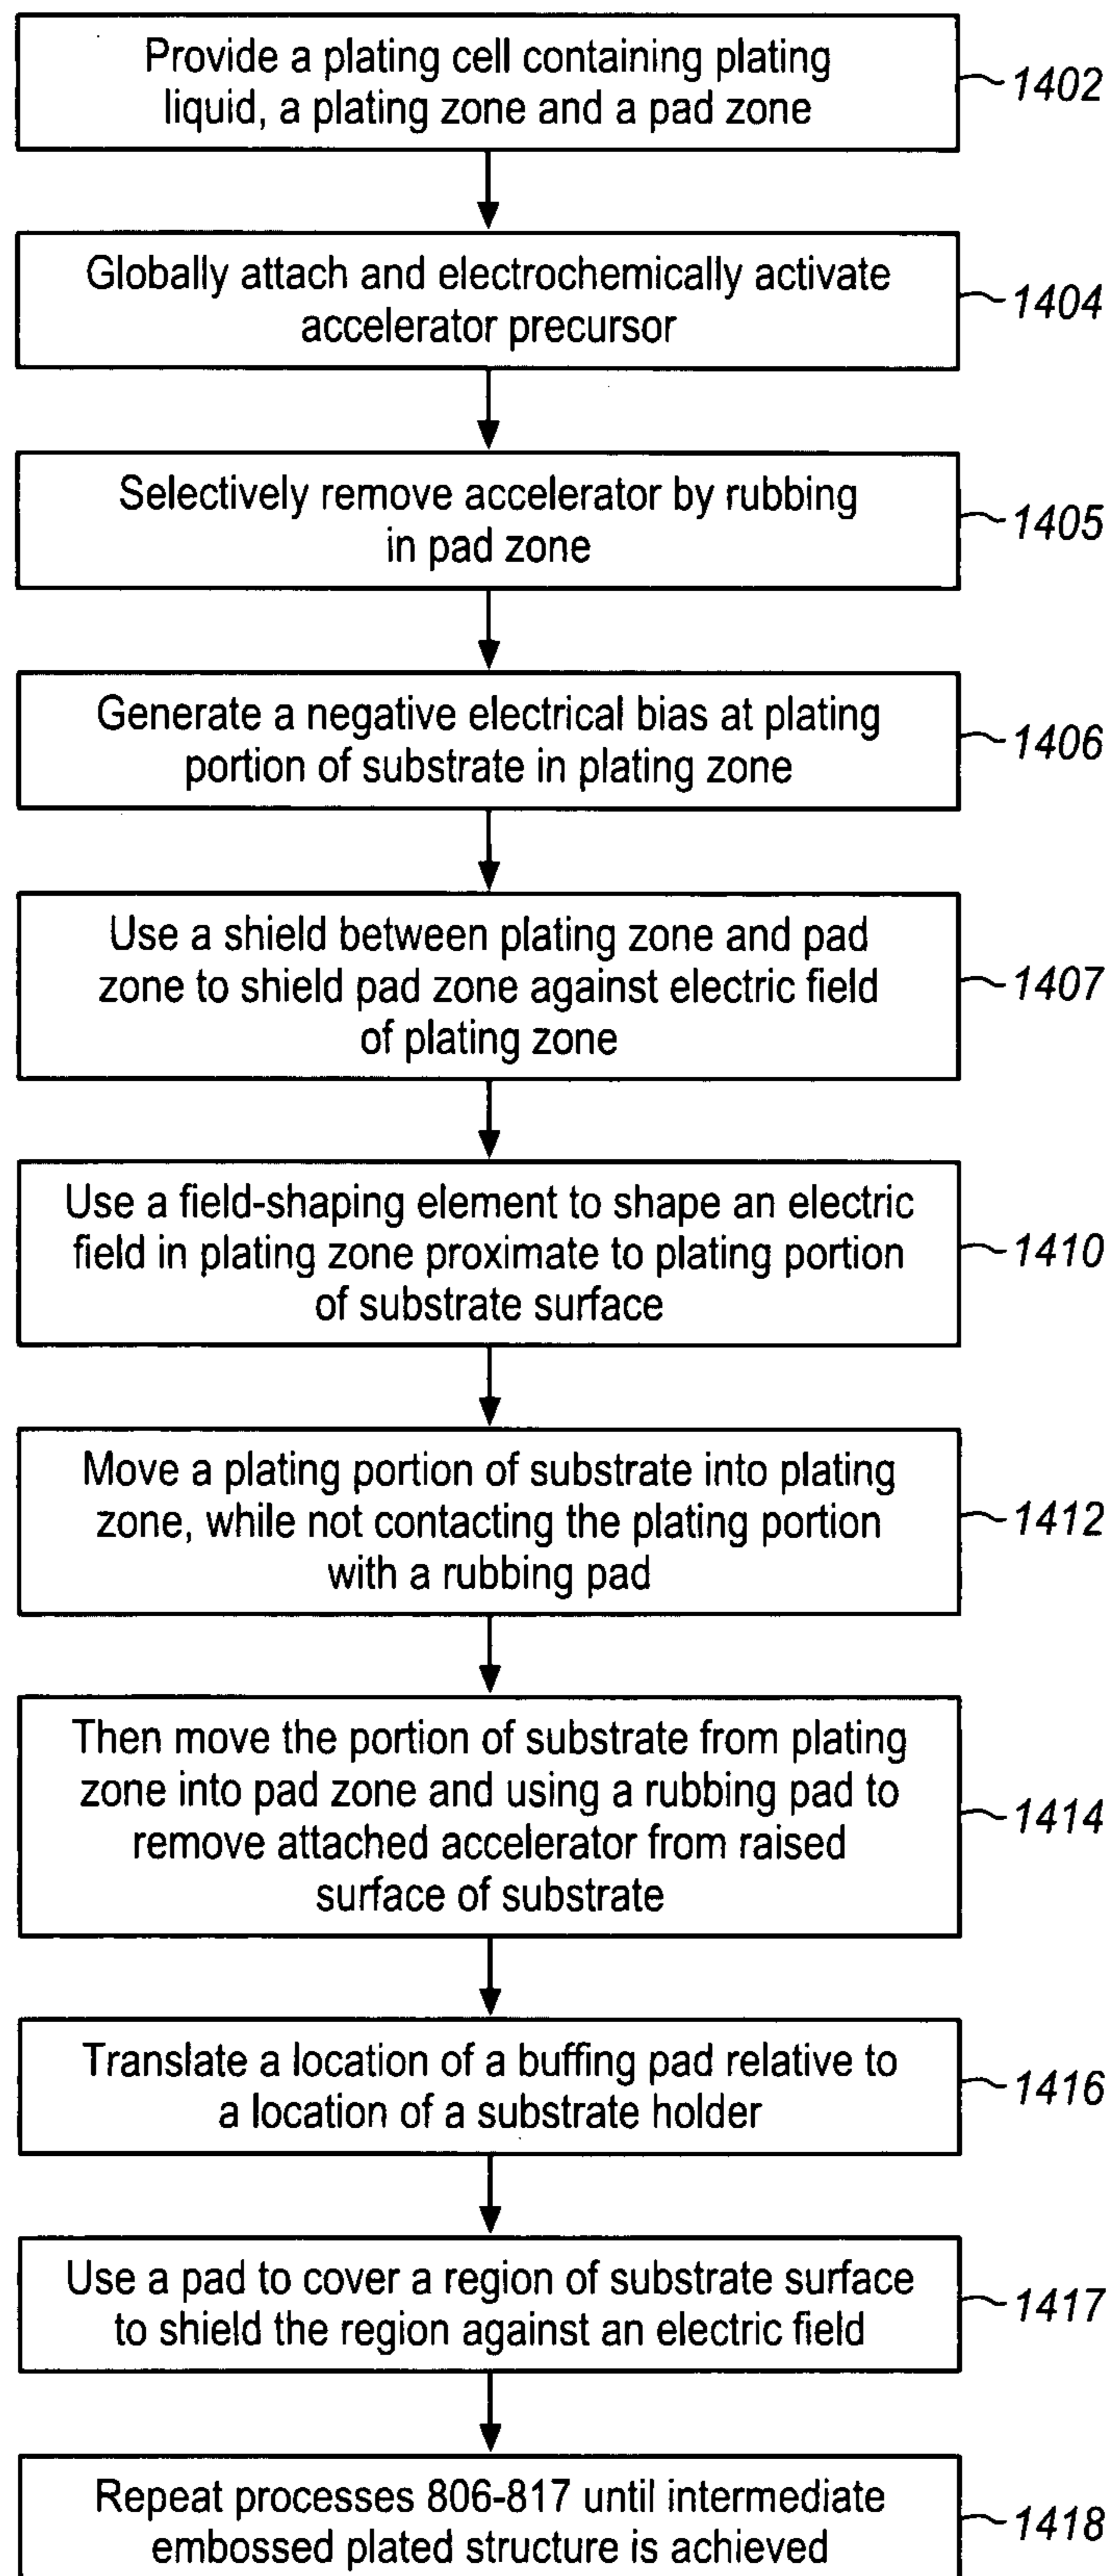 Provide a plating cell containing plating
liquid, a plating zone and a pad zone
1402
Globally attach and electrochemically activate
accelerator precursor
1404
Selectively remove accelerator by rubbing
in pad zone
1405
Generate a negative electrical bias at plating
portion of substrate in plating zone
1406
Use a shield between plating zone and pad
zone to shield pad zone against electric field
of plating zone
1407
Use a field-shaping element to shape an electric
field in plating zone proximate to plating portion
of substrate surface
1410
Move a plating portion of substrate into plating
zone, while not contacting the plating portion
with a rubbing pad
1412
Then move the portion of substrate from plating
zone into pad zone and using a rubbing pad to
remove attached accelerator from raised
surface of substrate
1414
Translate a location of a buffing pad relative to
a location of a substrate holder
1416
Use a pad to cover a region of substrate surface
to shield the region against an electric field
1417
Repeat processes 806-817 until intermediate
embossed plated structure is achieved
1418